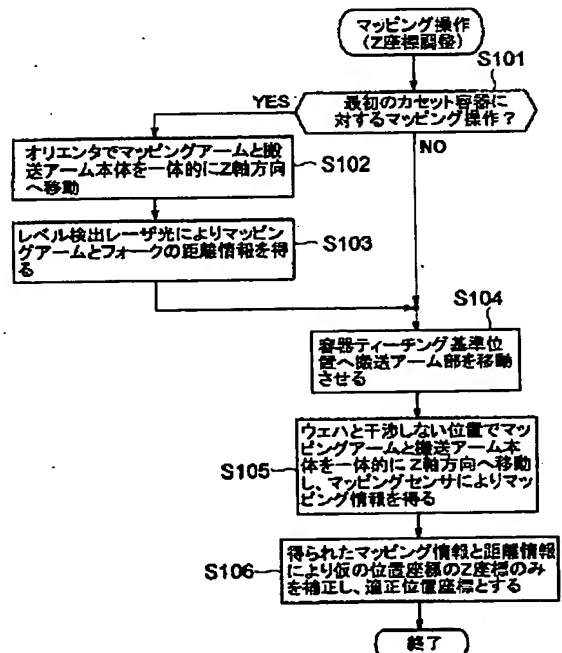 マッピング操作
(Z座標調整)
S101
最初のカセット容器に
対するマッピング操作？
YES
NO
オリエンタでマッピングアームと搬
送アーム本体を一体的にZ軸方向
へ移動
S102
レベル検出レーザ光によりマッピ
ングアームとフォークの距離情報を得
る
S103
S104
容器ティーチング基準位
置へ搬送アーム部を移動
させる
ウェハと干渉しない位置でマッ
ピングアームと搬送アーム本
体を一体的にZ軸方向へ移動
し、マッピングセンサによりマッ
ピング情報を得る
S105
得られたマッピング情報と距離情報
により仮の位置座標のZ座標のみ
を補正し、適正位置座標とする
S106
終了